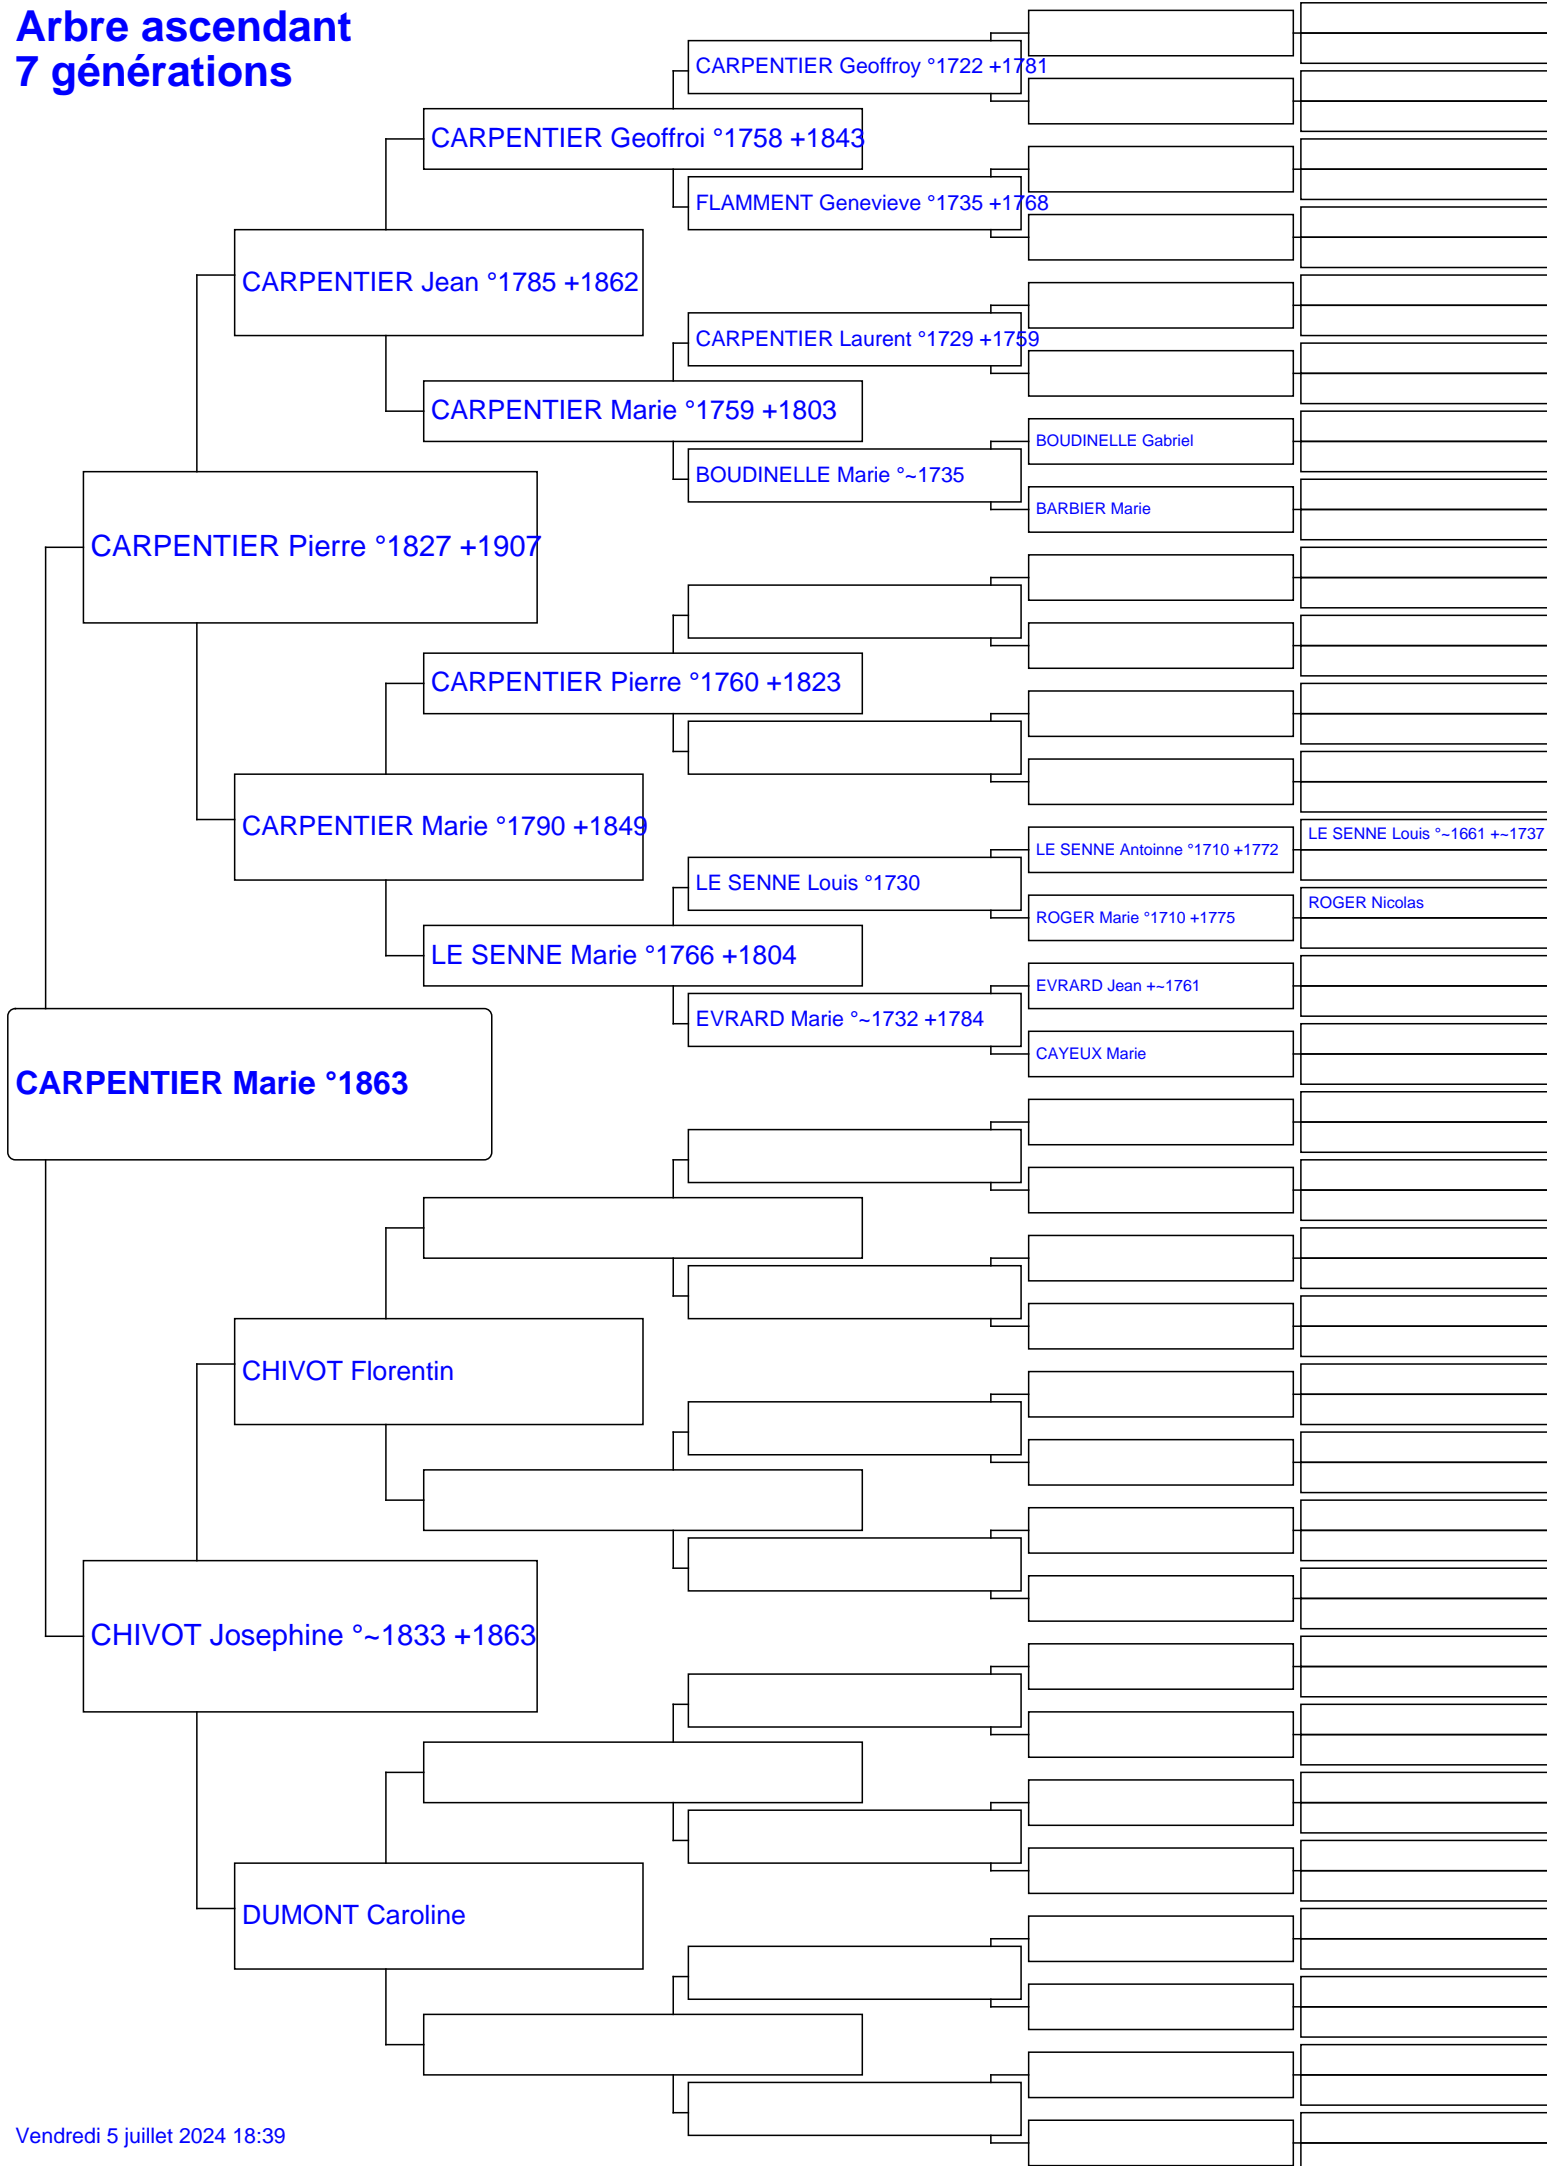 Arbre ascendant
7 générations
CARPENTIER Geoffroy °1722 +1781
CARPENTIER Geoffroi °1758 +1843
FLAMMENT Genevieve °1735 +1768
CARPENTIER Jean °1785 +1862
CARPENTIER Laurent °1729 +1759
CARPENTIER Marie °1759 +1803
BOUDINELLE Gabriel
BOUDINELLE Marie °~1735
BARBIER Marie
CARPENTIER Pierre °1827 +1907
CARPENTIER Pierre °1760 +1823
CARPENTIER Marie °1790 +1849
LE SENNE Louis °~1661 +~1737
LE SENNE Antoinne °1710 +1772
LE SENNE Louis °1730
ROGER Nicolas
ROGER Marie °1710 +1775
LE SENNE Marie °1766 +1804
EVRARD Jean +~1761
EVRARD Marie °~1732 +1784
CAYEUX Marie
CARPENTIER Marie °1863
CHIVOT Florentin
CHIVOT Josephine °~1833 +1863
DUMONT Caroline
Vendredi 5 juillet 2024 18:39